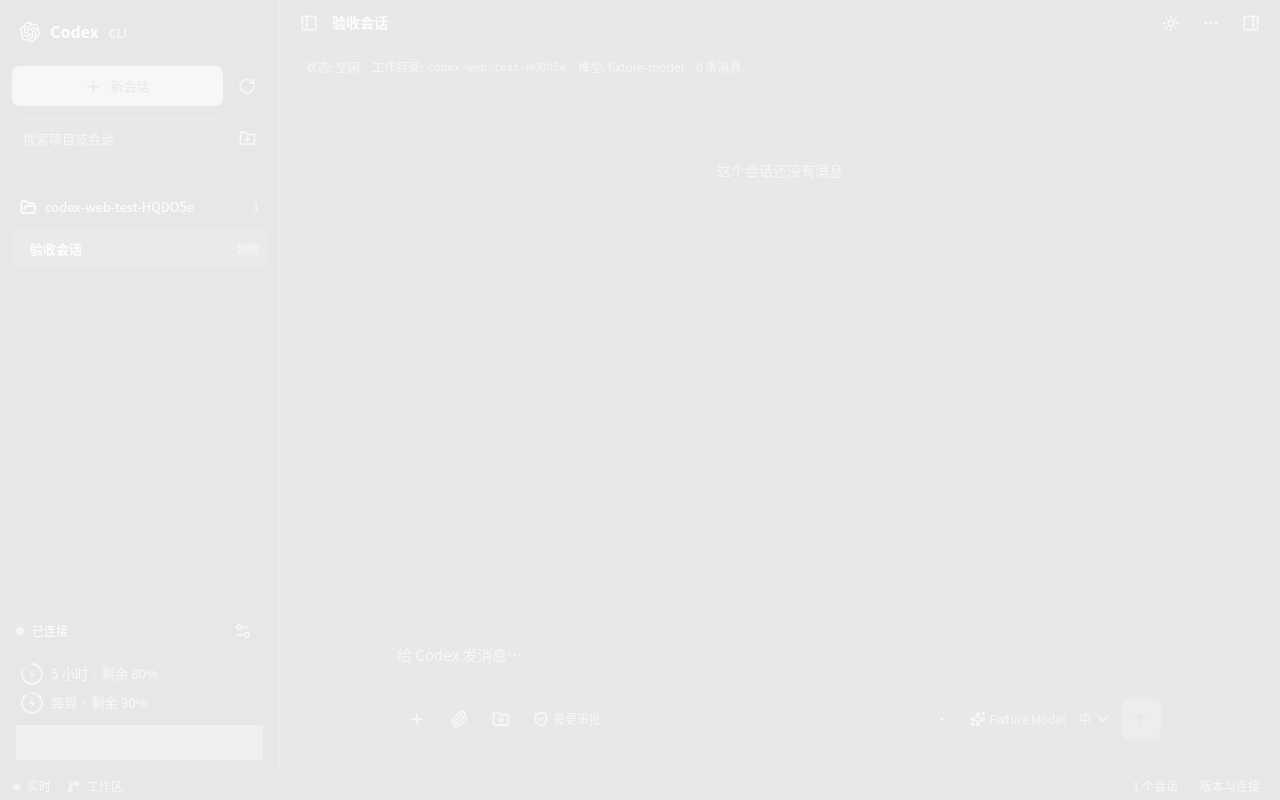 Codex CLI
新会话
搜索项目或会话
codex-web-test-HQDO5e 1
验收会话
已连接
5 小时 · 剩余 80%
每周 · 剩余 90%
实时 工作区
验收会话
状态: 空闲 工作目录: codex-web-test-HQDO5e 模型: fixture-model 0 条消息
这个会话还没有消息
给 Codex 发消息…
需要审批
Fixture Model · 中
1 个会话 版本与连接